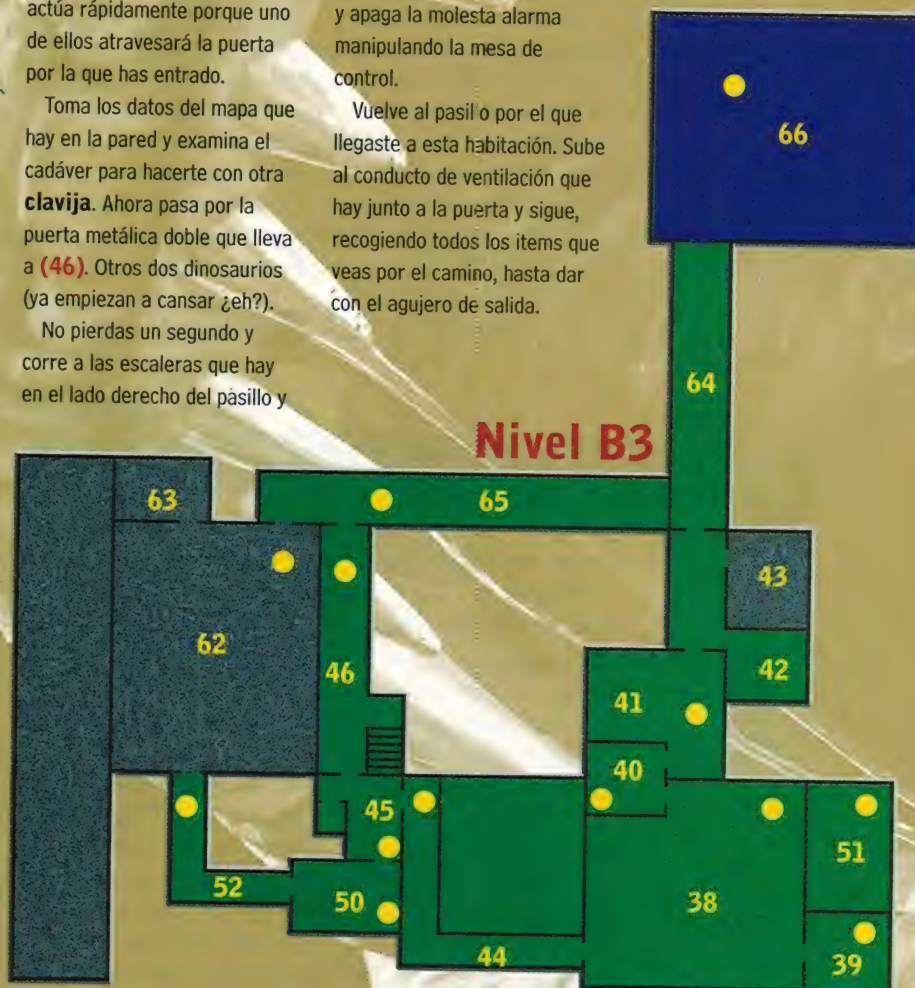 actúa rápidamente porque uno
de ellos atravesará la puerta
por la que has entrado.
Toma los datos del mapa que
hay en la pared y examina el
cadáver para hacerte con otra
clavija. Ahora pasa por la
puerta metálica doble que lleva
a (46). Otros dos dinosaurios
(ya empiezan a cansar ¿eh?).
No pierdas un segundo y
corre a las escaleras que hay
en el lado derecho del pasillo y
y apaga la molesta alarma
manipulando la mesa de
control.
Vuelve al pasillo por el que
llegaste a esta habitación. Sube
al conducto de ventilación que
hay junto a la puerta y sigue,
recogiendo todos los items que
veas por el camino, hasta dar
con el agujero de salida.
Nivel B3
66
64
63
65
43
62
46
42
41
40
45
51
52
50
38
44
39